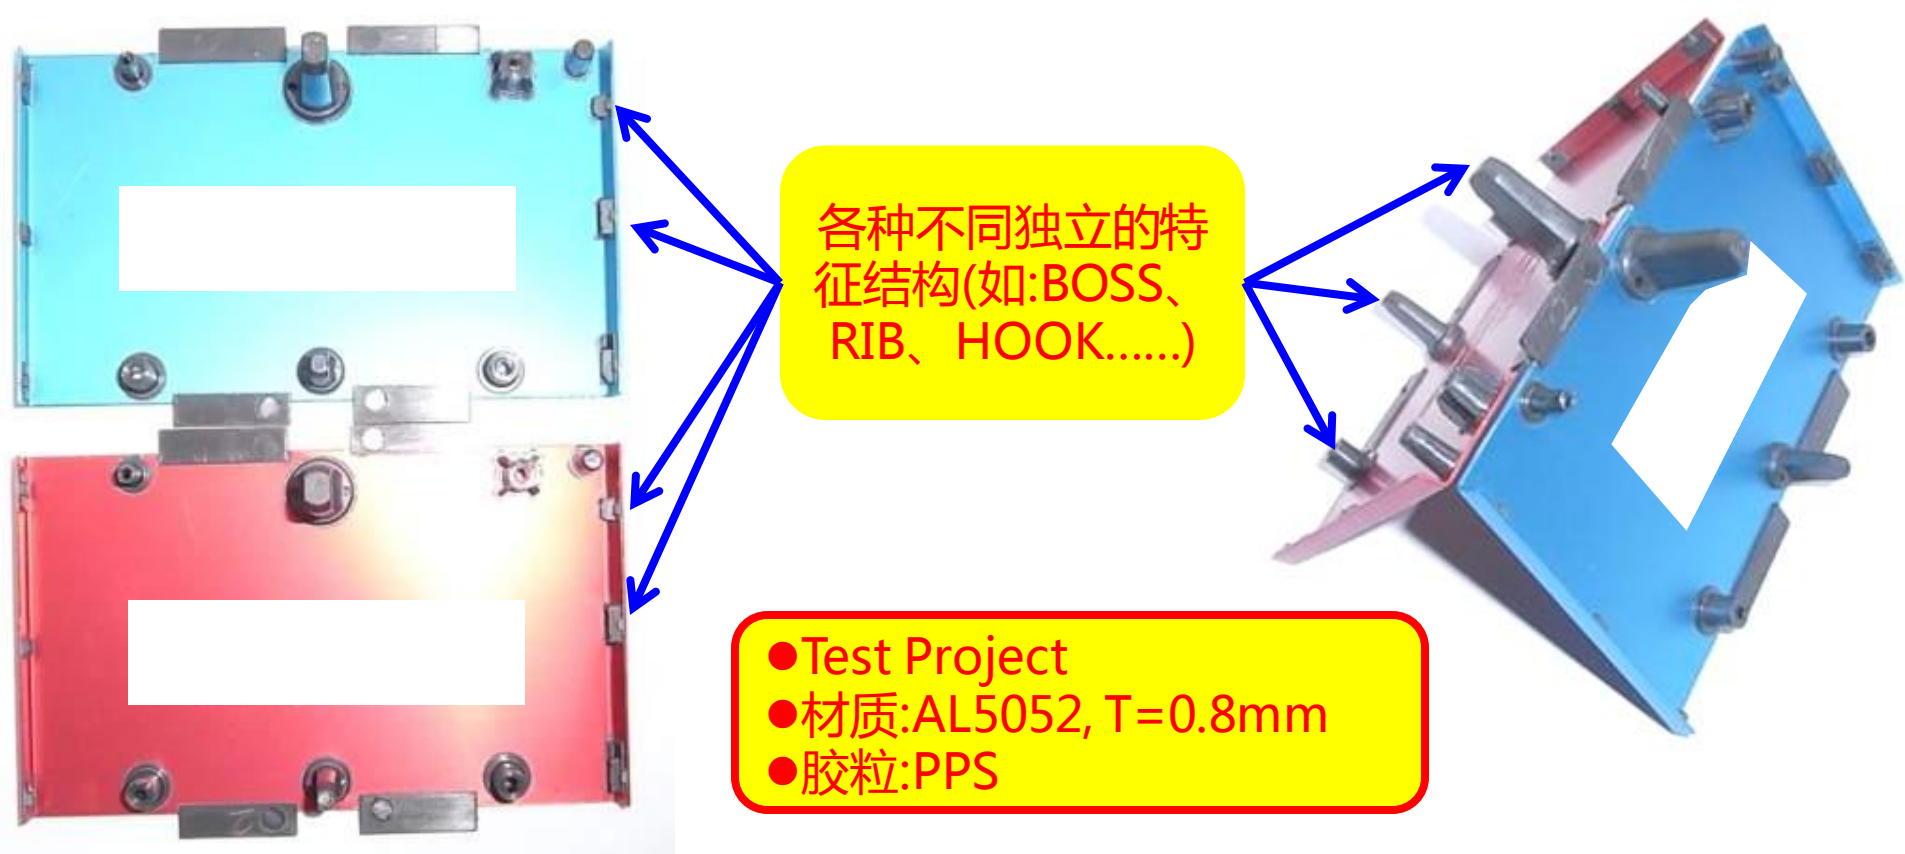 各种不同独立的特
征结构(如:BOSS、
RIB、HOOK……)
●Test Project
●材质:AL5052, T=0.8mm
●胶粒:PPS